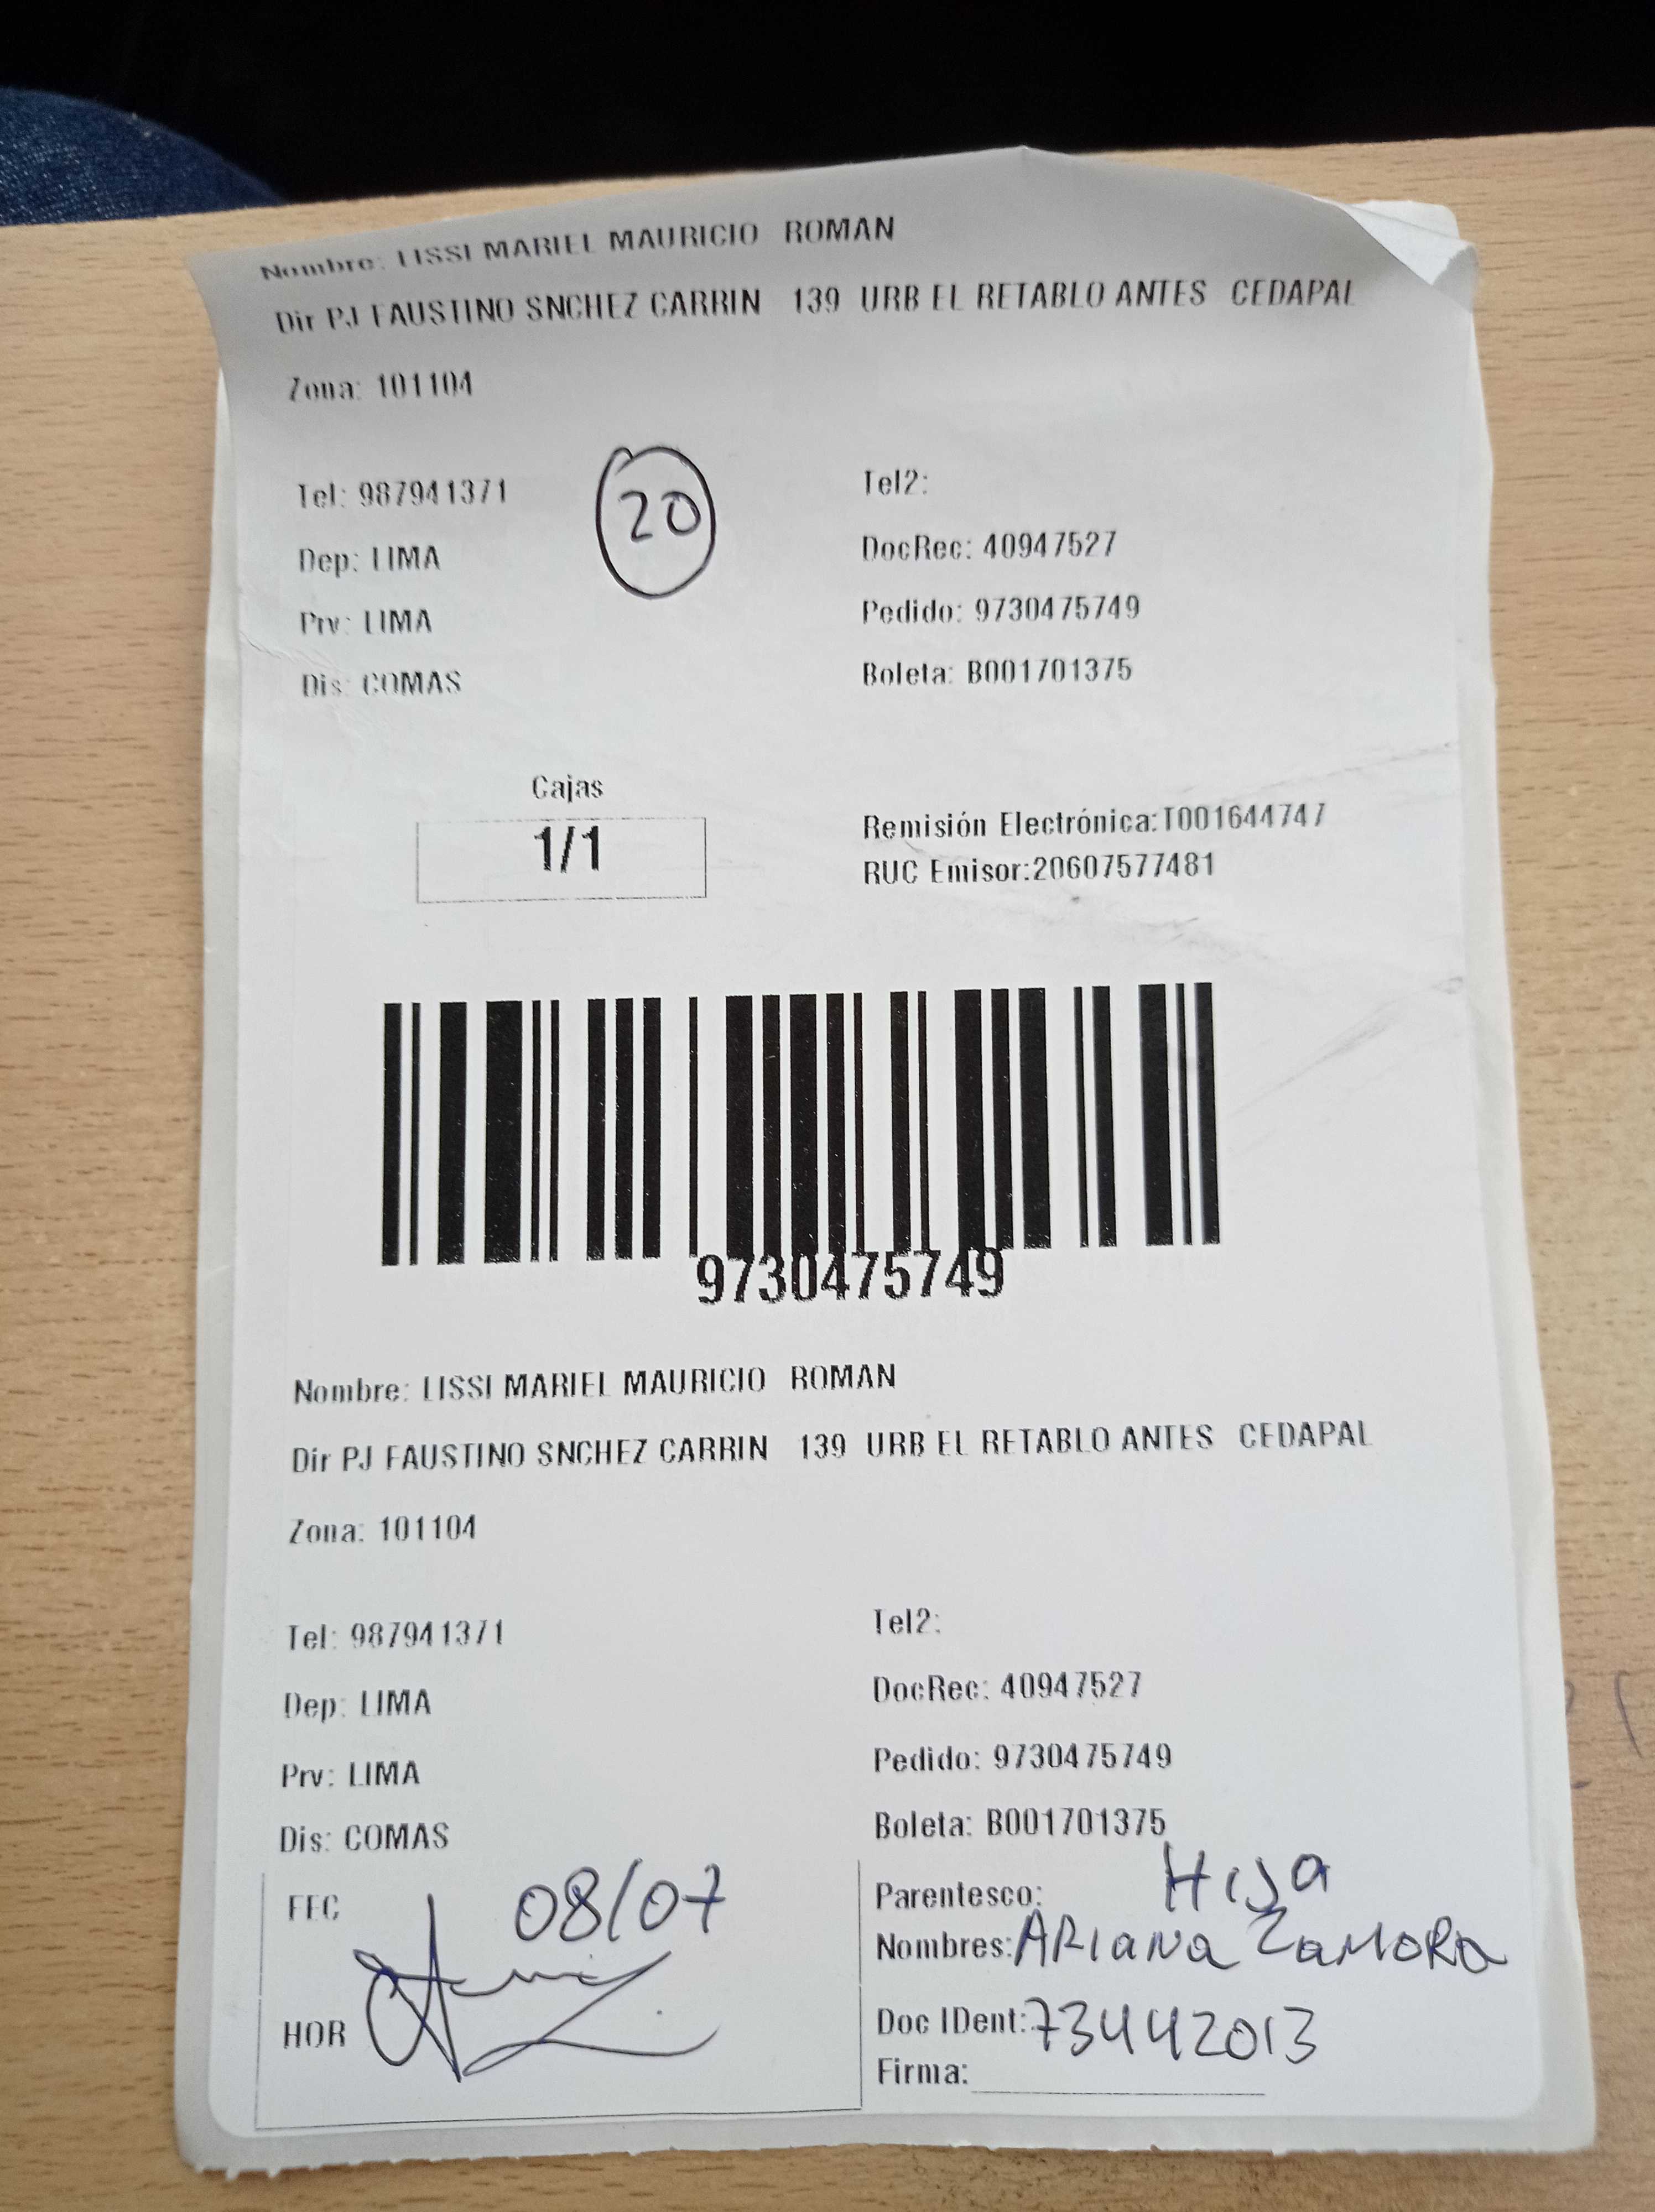 Nombre: LISSI MARIEL MAURICIO ROMAN
Dir PJ FAUSTINO SNCHEZ CARRIN 139 URB EL RETABLO ANTES CEDAPAL
Zona: 101104
Tel: 987941371
20
Tel2:
Dep: LIMA
DocRec: 40947527
Prv: LIMA
Pedido: 9730475749
Dis: COMAS
Boleta: B001701375
Cajas
1/1
Remisión Electrónica:T001644747
RUC Emisor:20607577481
9730475749
Nombre: LISSI MARIEL MAURICIO ROMAN
Dir PJ FAUSTINO SNCHEZ CARRIN 139 URB EL RETABLO ANTES CEDAPAL
Zona: 101104
Tel: 987941371
Tel2:
Dep: LIMA
DocRec: 40947527
Prv: LIMA
Pedido: 9730475749
Dis: COMAS
Boleta: B001701375
FEC 08/07
Parentesco: Hija
Nombres: ARIANA ZAMORA
HOR
Doc IDent: 73442013
Firma: